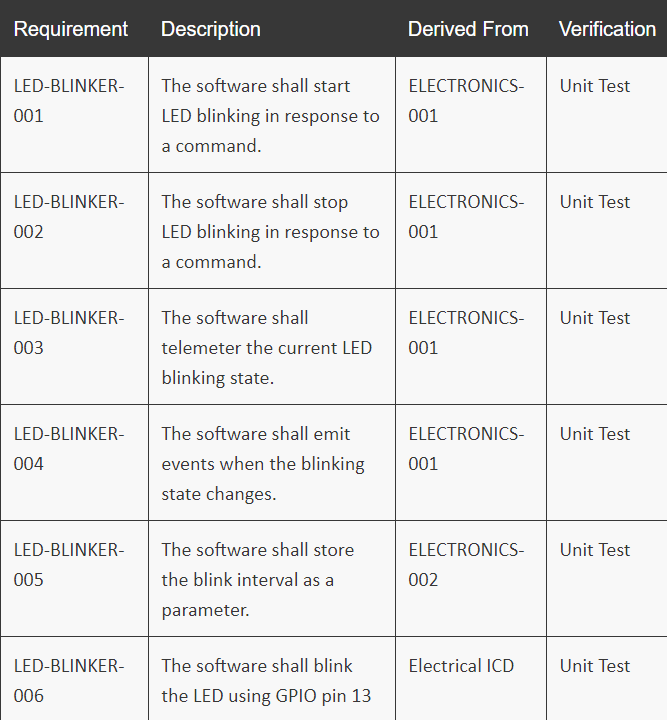 Requirement Description Derived From Verification
LED-BLINKER- The software shall start ELECTRONICS- Unit Test
001 LED blinking in response to 001
a command.
LED-BLINKER- The software shall stop ELECTRONICS- Unit Test
002 LED blinking in response to 001
a command.
LED-BLINKER- The software shall ELECTRONICS- Unit Test
003 telemeter the current LED 001
blinking state.
LED-BLINKER- The software shall emit ELECTRONICS- Unit Test
004 events when the blinking 001
state changes.
LED-BLINKER- The software shall store ELECTRONICS- Unit Test
005 the blink interval as a 002
parameter.
LED-BLINKER- The software shall blink Electrical ICD Unit Test
006 the LED using GPIO pin 13